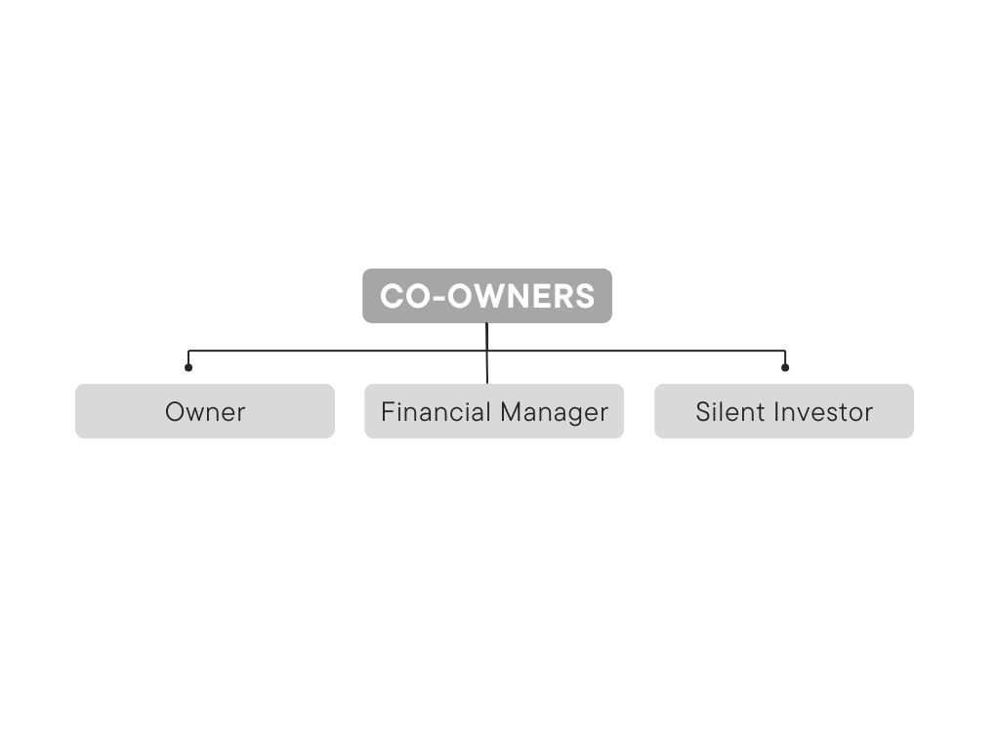 CO-OWNERS
Owner
Financial Manager
Silent Investor